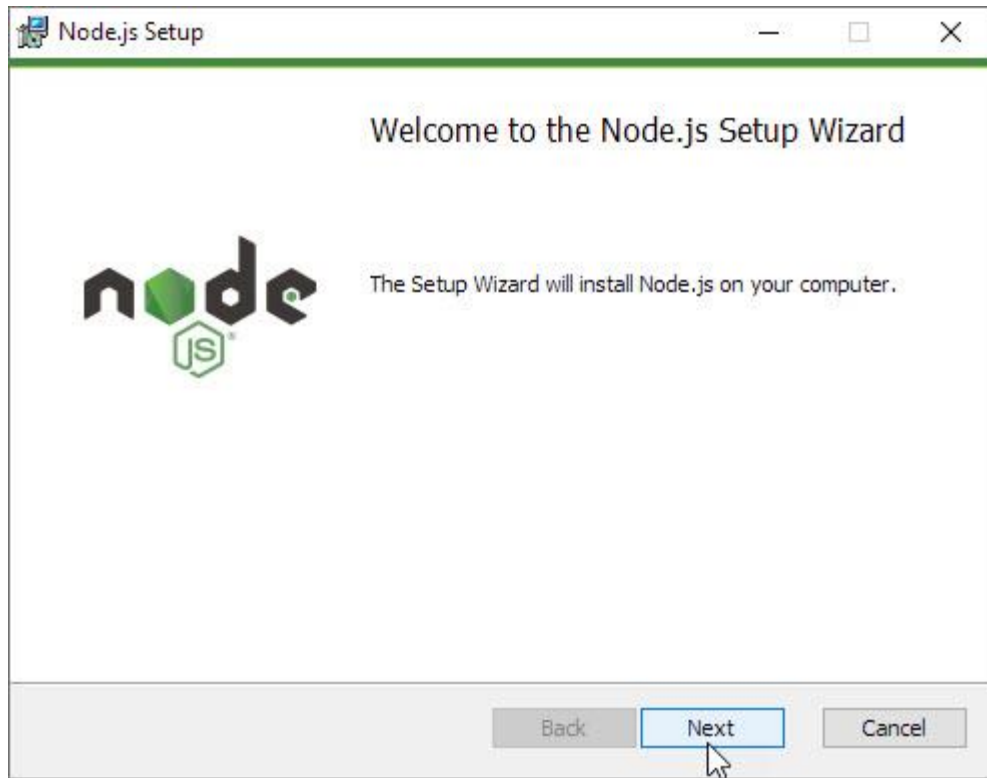 Node.js Setup
Welcome to the Node.js Setup Wizard
The Setup Wizard will install Node.js on your computer.
node
JS®
Back
Next
Cancel